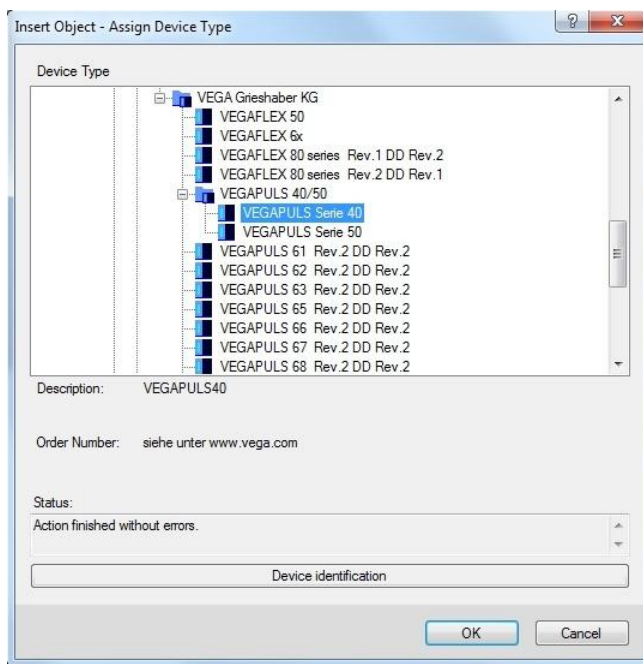 Insert Object - Assign Device Type
Device Type
VEGA Grieshaber KG
VEGAFLEX 50
VEGAFLEX 6x
VEGAFLEX 80 series Rev.1 DD Rev.2
VEGAFLEX 80 series Rev.2 DD Rev.1
VEGAPULS 40/50
VEGAPULS Serie 40
VEGAPULS Serie 50
VEGAPULS 61 Rev.2 DD Rev.2
VEGAPULS 62 Rev.2 DD Rev.2
VEGAPULS 63 Rev.2 DD Rev.2
VEGAPULS 65 Rev.2 DD Rev.2
VEGAPULS 66 Rev.2 DD Rev.2
VEGAPULS 67 Rev.2 DD Rev.2
VEGAPULS 68 Rev.2 DD Rev.2
Description: VEGAPULS40
Order Number: siehe unter www.vega.com
Status:
Action finished without errors.
Device identification
OK Cancel